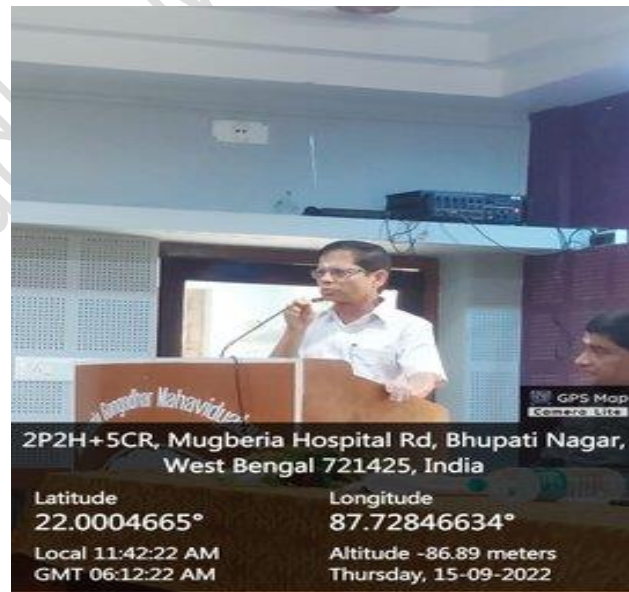 Gangadhar Mahavidyalaya
GPS Map
Camera Lite
2P2H+5CR, Mugberia Hospital Rd, Bhupati Nagar,
West Bengal 721425, India
Latitude
22.0004665°
Longitude
87.72846634°
Local 11:42:22 AM
GMT 06:12:22 AM
Altitude -86.89 meters
Thursday, 15-09-2022